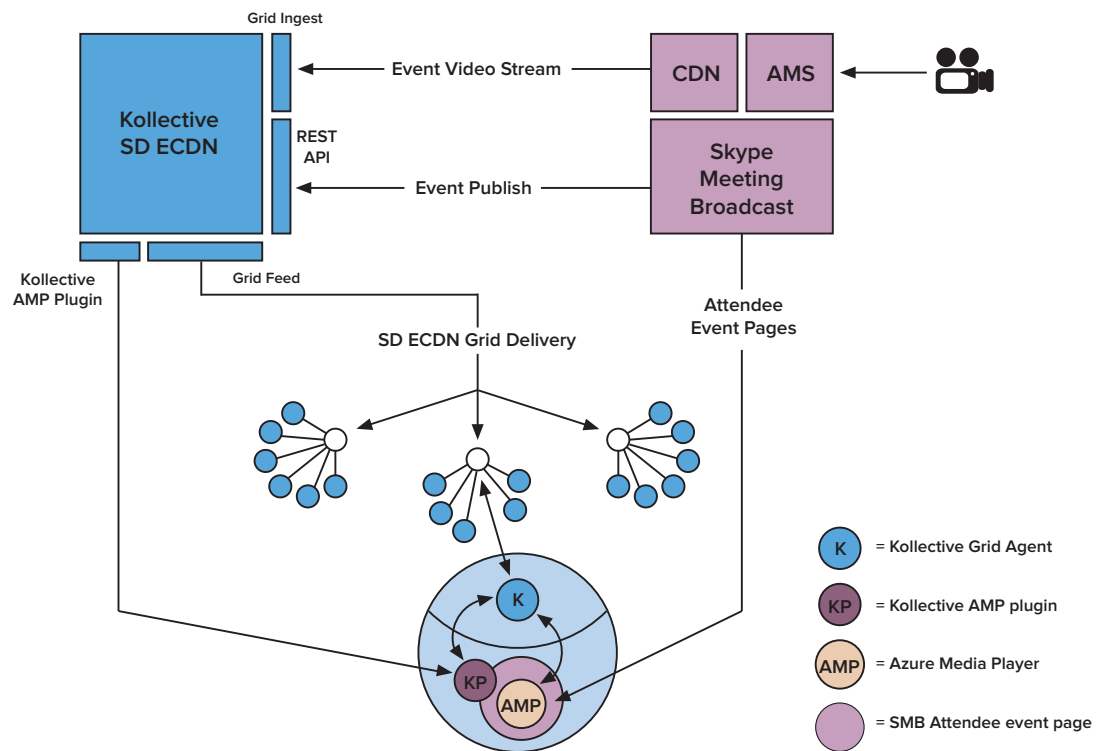 Grid Ingest
Kollective
SD ECDN
Event Video Stream
CDN
AMS
REST
API
Event Publish
Skype
Meeting
Broadcast
Kollective
AMP Plugin
Grid Feed
Attendee
Event Pages
SD ECDN Grid Delivery
K
KP
AMP
K
= Kollective Grid Agent
KP
= Kollective AMP plugin
AMP
= Azure Media Player
= SMB Attendee event page